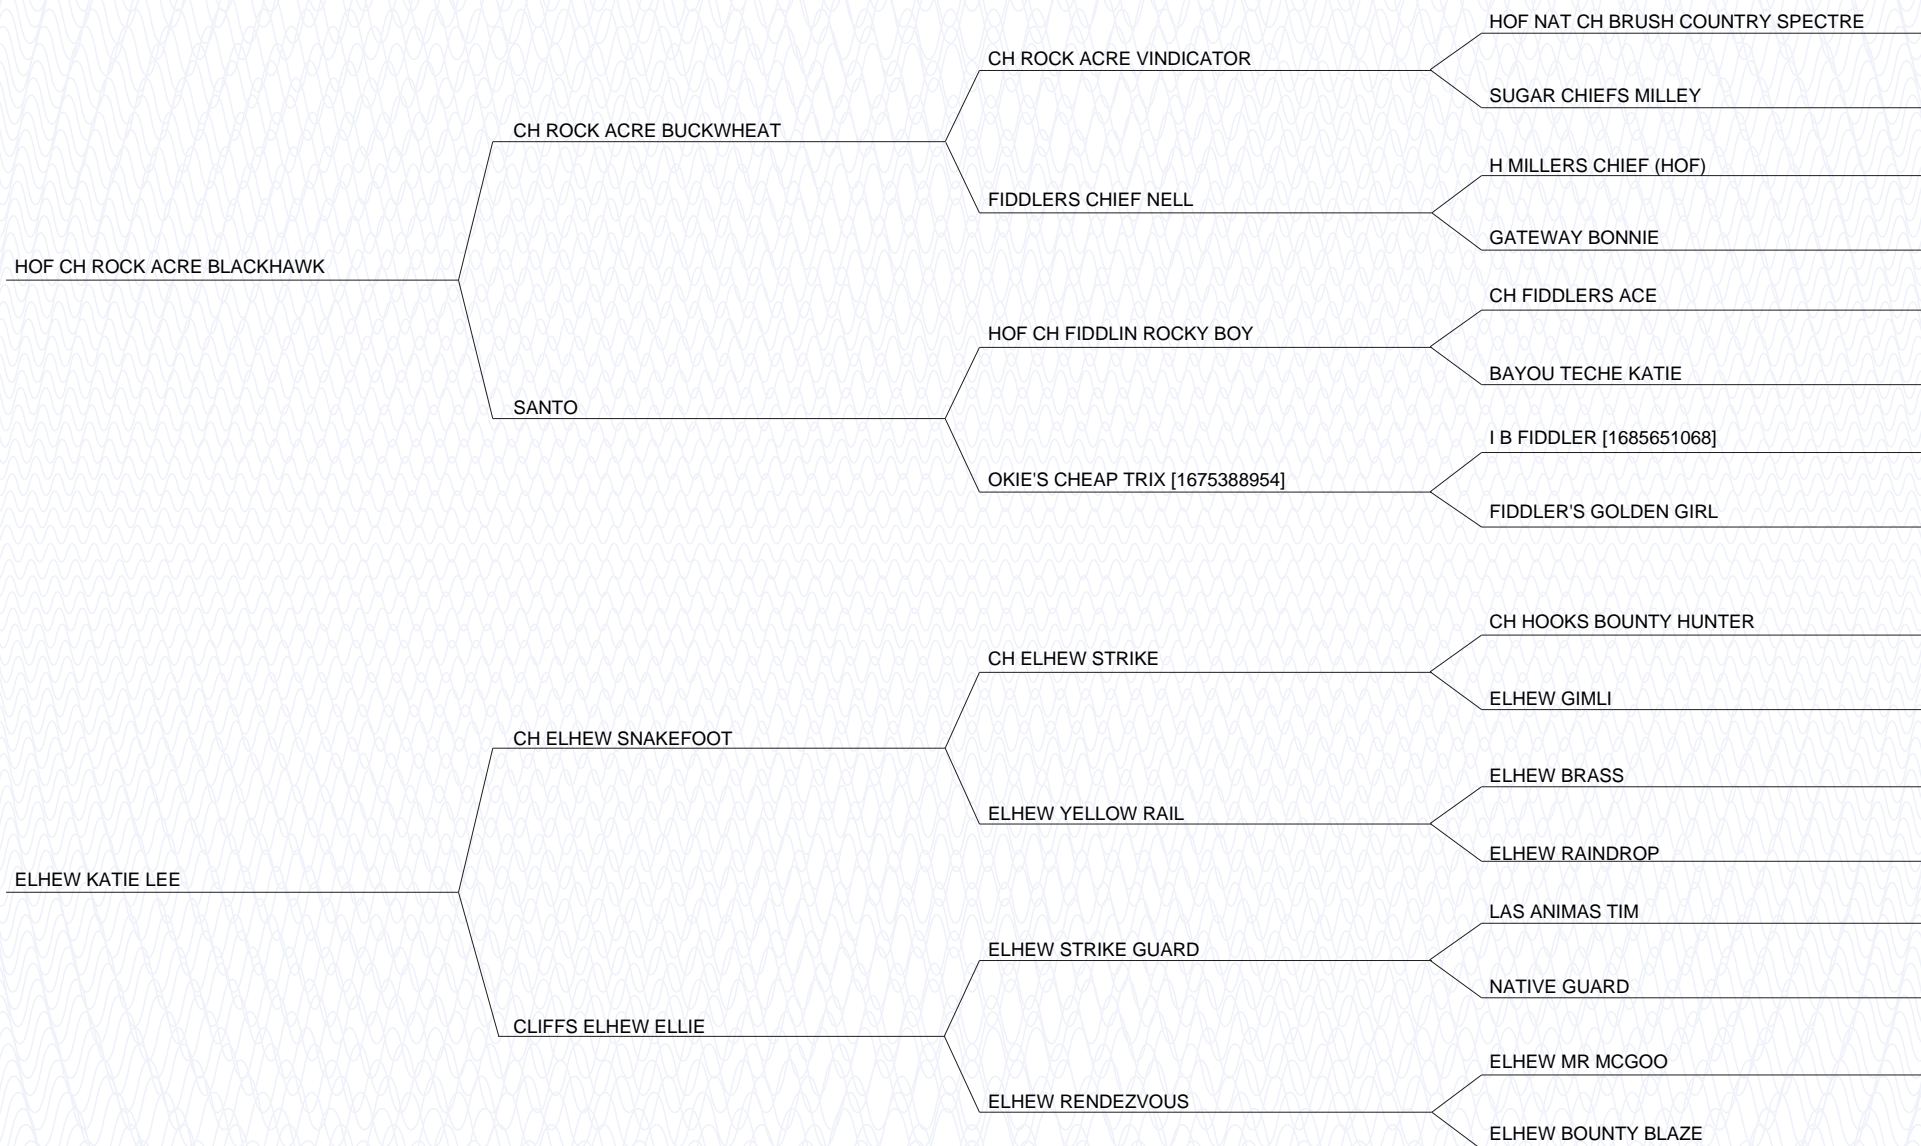 HOF NAT CH BRUSH COUNTRY SPECTRE
CH ROCK ACRE VINDICATOR
SUGAR CHIEFS MILLEY
CH ROCK ACRE BUCKWHEAT
H MILLERS CHIEF (HOF)
FIDDLERS CHIEF NELL
GATEWAY BONNIE
HOF CH ROCK ACRE BLACKHAWK
CH FIDDLERS ACE
HOF CH FIDDLIN ROCKY BOY
BAYOU TECHE KATIE
SANTO
I B FIDDLER [1685651068]
OKIE'S CHEAP TRIX [1675388954]
FIDDLER'S GOLDEN GIRL
CH HOOKS BOUNTY HUNTER
CH ELHEW STRIKE
ELHEW GIMLI
CH ELHEW SNAKEFOOT
ELHEW BRASS
ELHEW YELLOW RAIL
ELHEW RAINDROP
ELHEW KATIE LEE
LAS ANIMAS TIM
ELHEW STRIKE GUARD
NATIVE GUARD
CLIFFS ELHEW ELLIE
ELHEW MR MCGOO
ELHEW RENDEZVOUS
ELHEW BOUNTY BLAZE